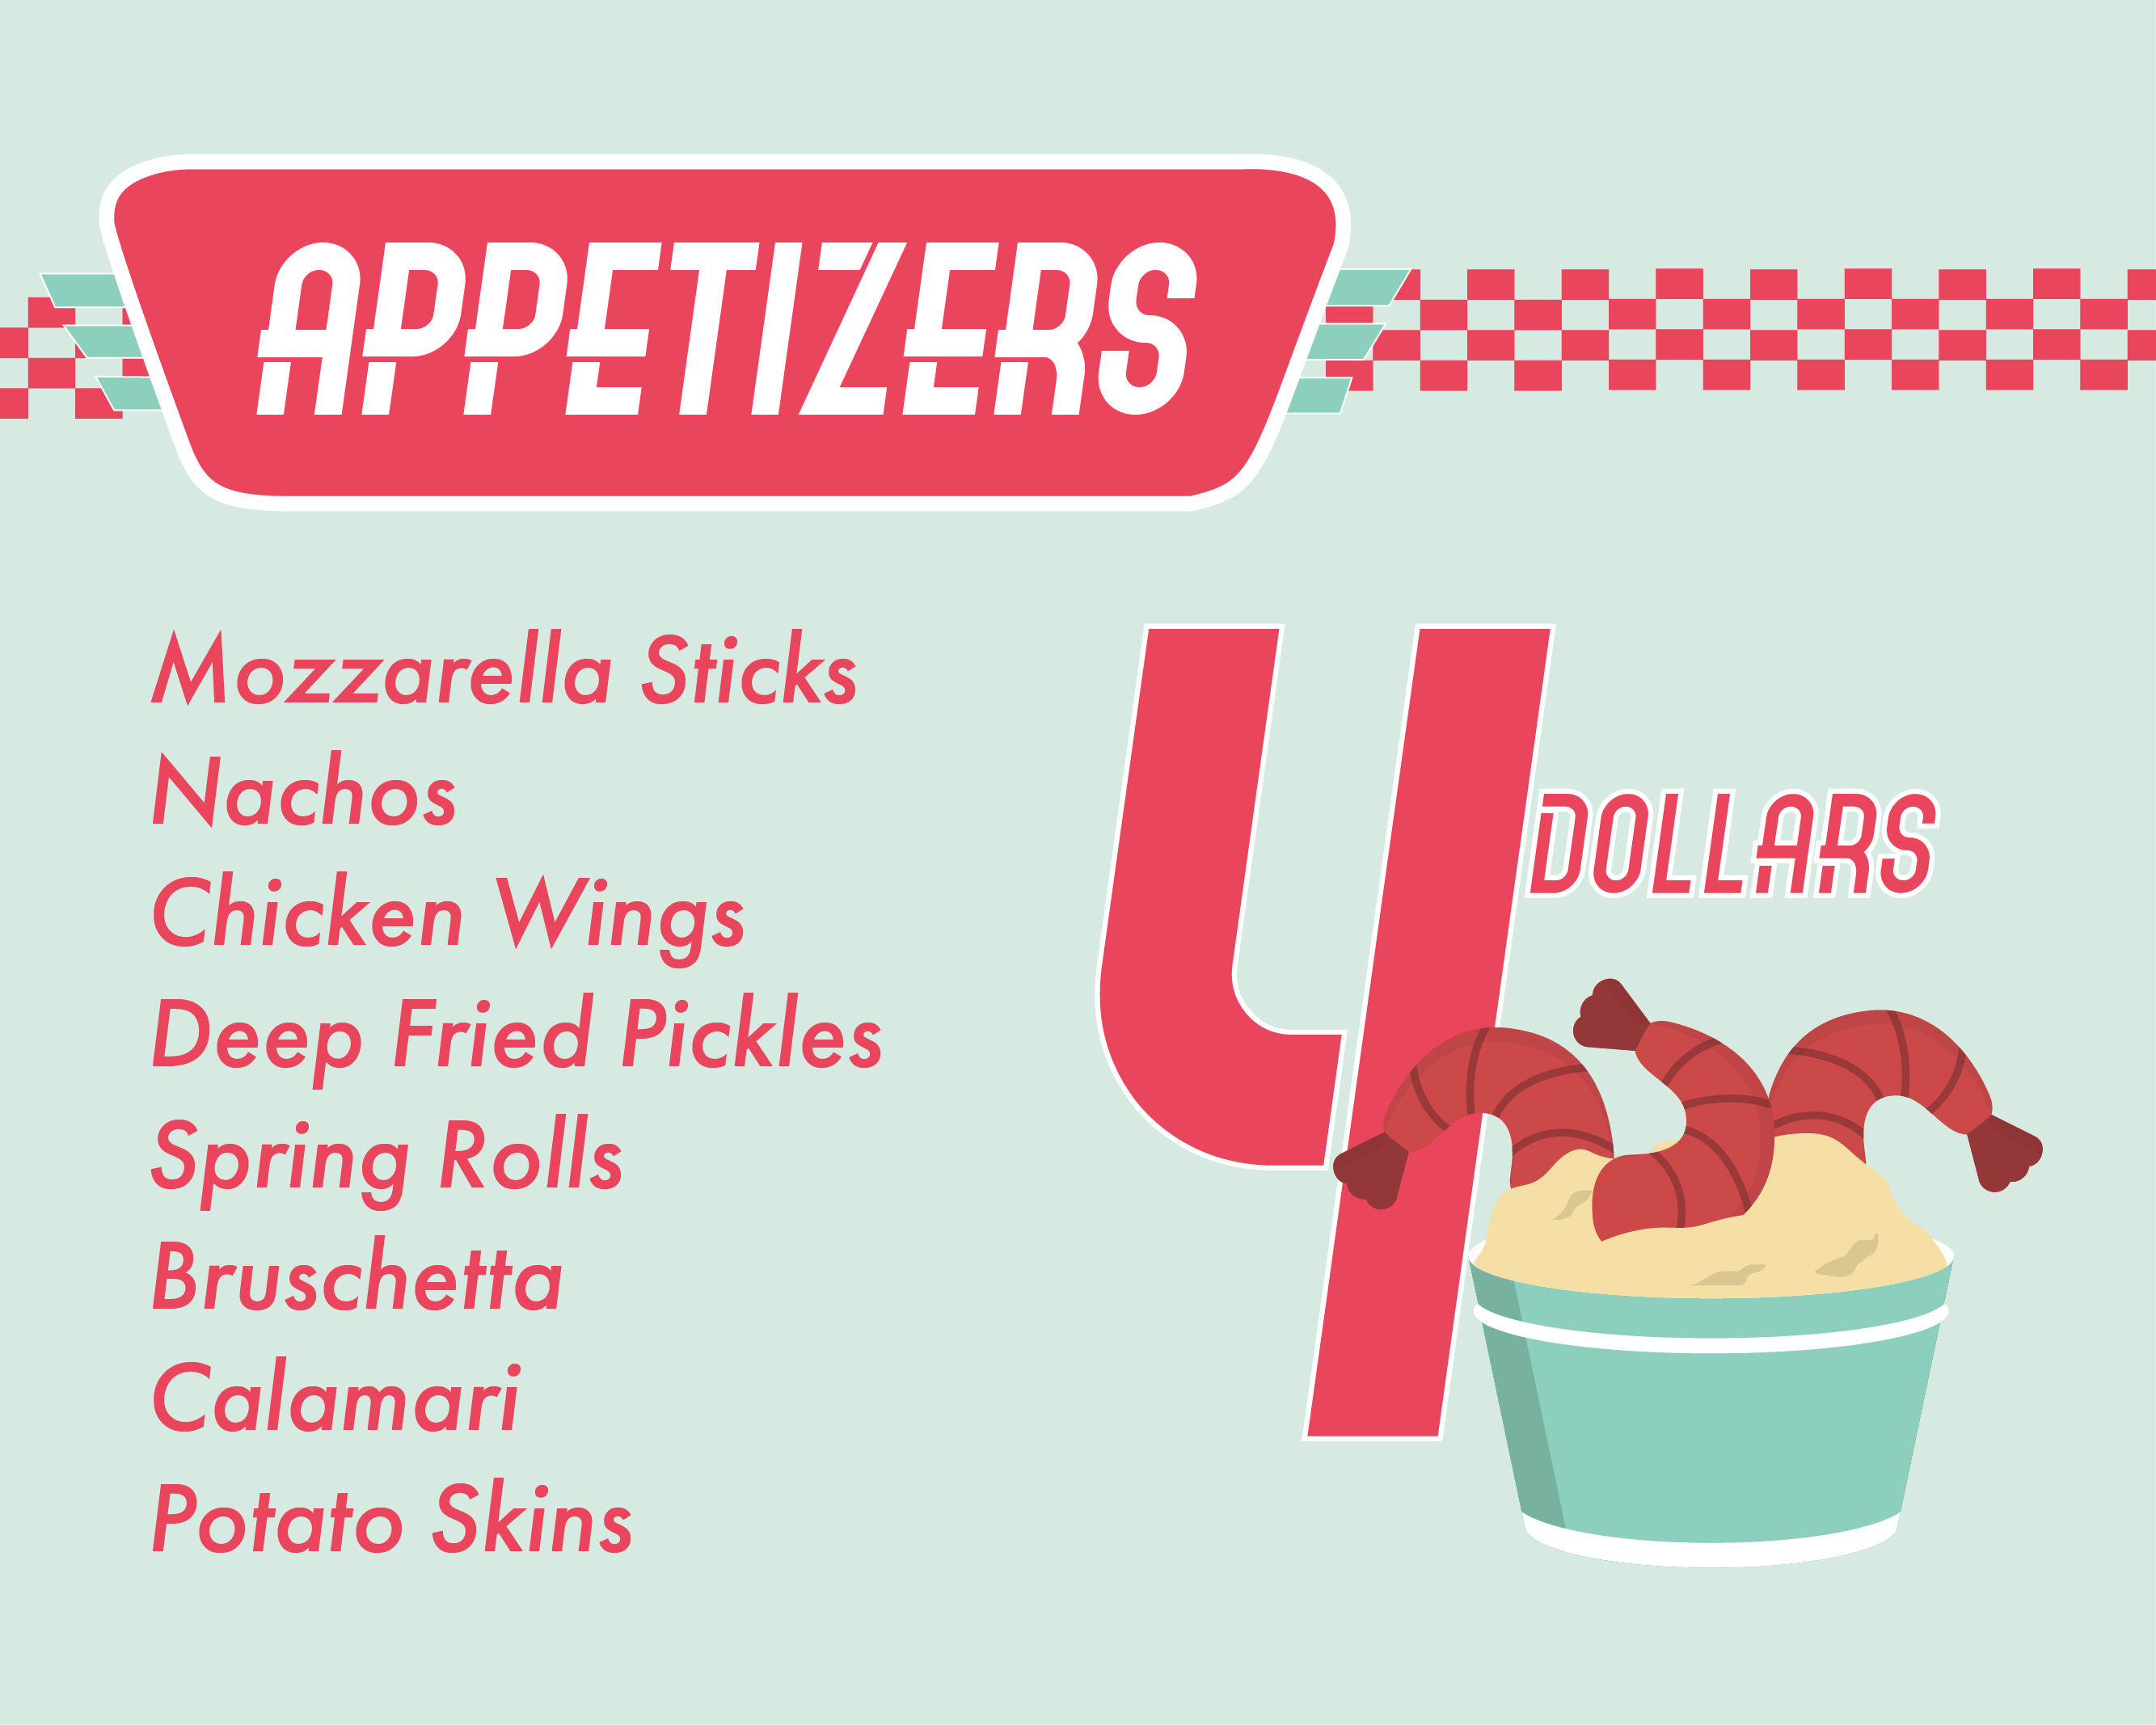 APPETIZERS
Mozzarella Sticks
Nachos
Chicken Wings
Deep Fried Pickles
Spring Rolls
Bruschetta
Calamari
Potato Skins
4
DOLLARS